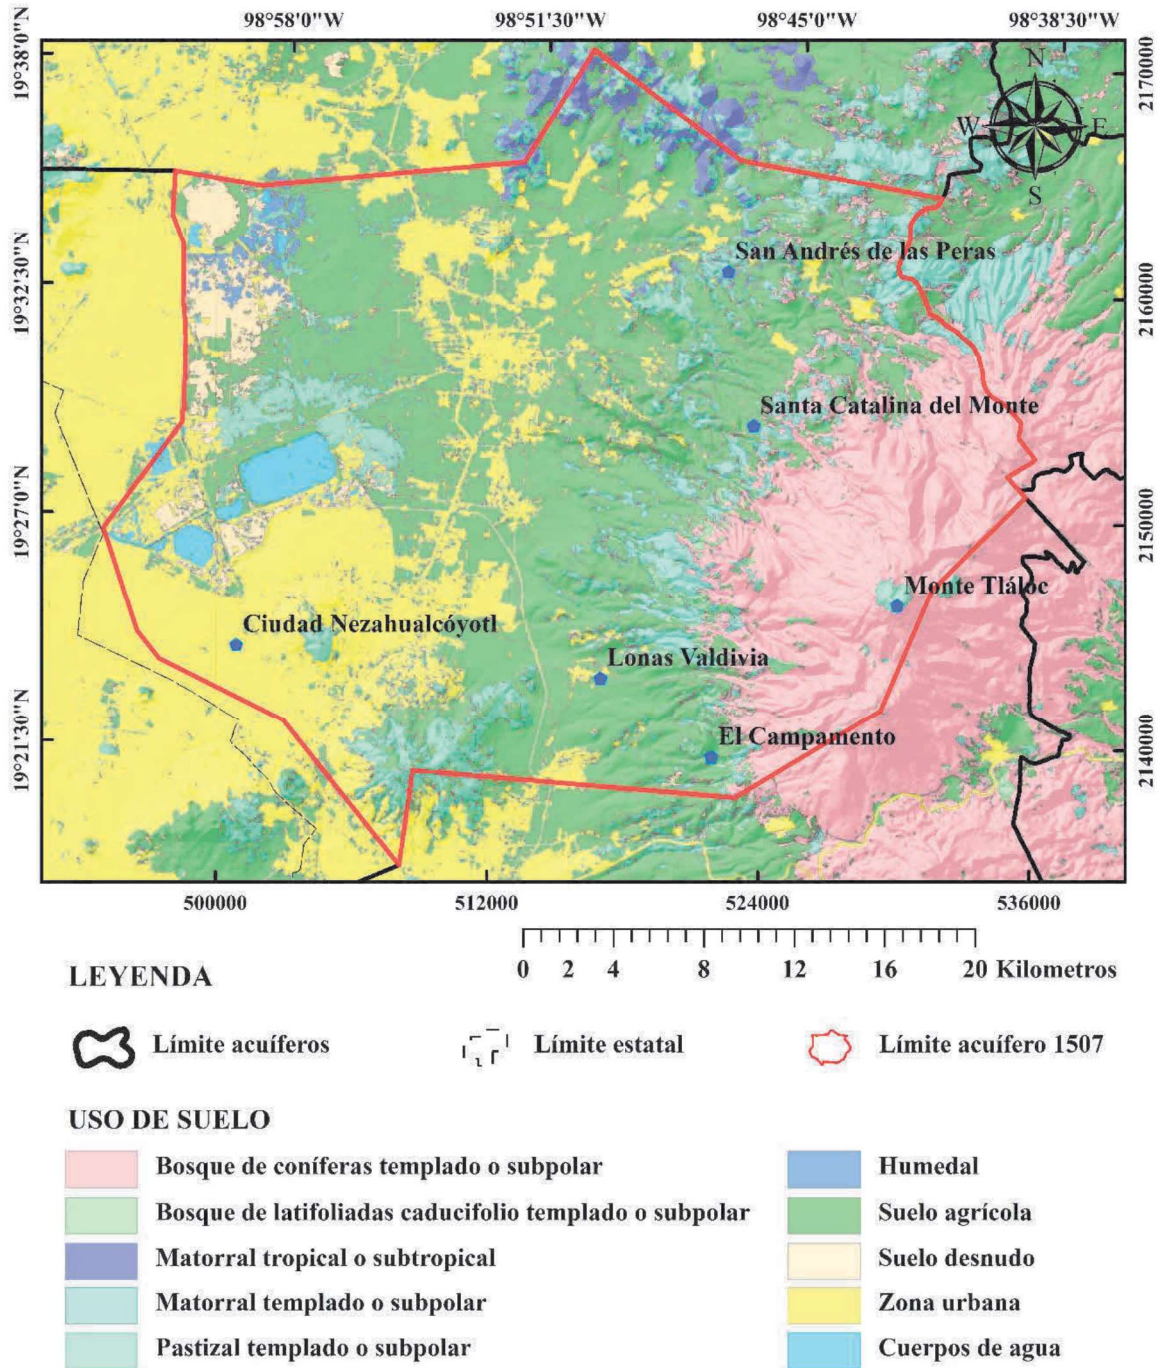 98°58'0"W 98°51'30"W 98°45'0"W 98°38'30"W
19°38'0"N
2170000
N
W E
S
San Andrés de las Peras
19°32'30"N
2160000
Santa Catalina del Monte
19°27'0"N
2150000
Monte Tláloc
Ciudad Nezahualcóyotl
Lonas Valdivia
El Campamento
19°21'30"N
2140000
500000 512000 524000 536000
0 2 4 8 12 16 20 Kilometros
LEYENDA
Límite acuíferos Límite estatal Límite acuífero 1507
USO DE SUELO
Bosque de coníferas templado o subpolar Humedal
Bosque de latifoliadas caducifolio templado o subpolar Suelo agrícola
Matorral tropical o subtropical Suelo desnudo
Matorral templado o subpolar Zona urbana
Pastizal templado o subpolar Cuerpos de agua